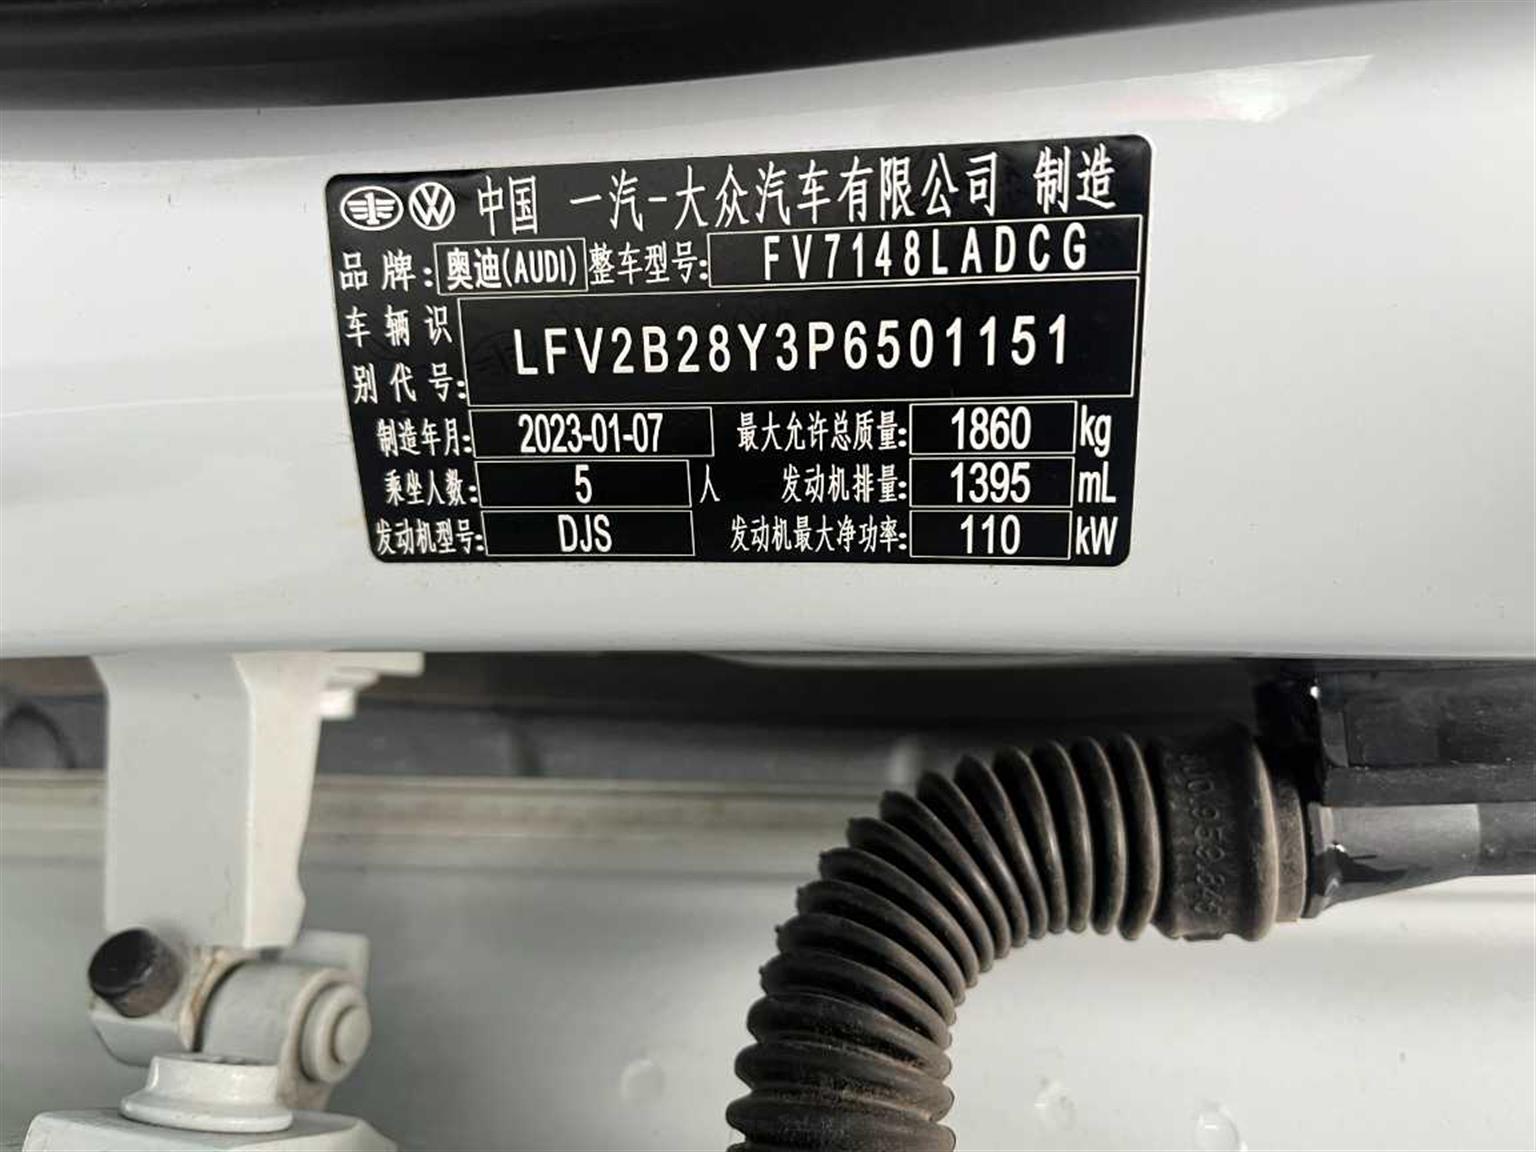 中国 一汽-大众汽车有限公司 制造
品牌: 奥迪(AUDI) 整车型号: FV7148LADCG
车辆识
别代号: LFV2B28Y3P6501151
制造年月: 2023-01-07 最大允许总质量: 1860 kg
乘坐人数: 5 人 发动机排量: 1395 mL
发动机型号: DJS 发动机最大净功率: 110 kW